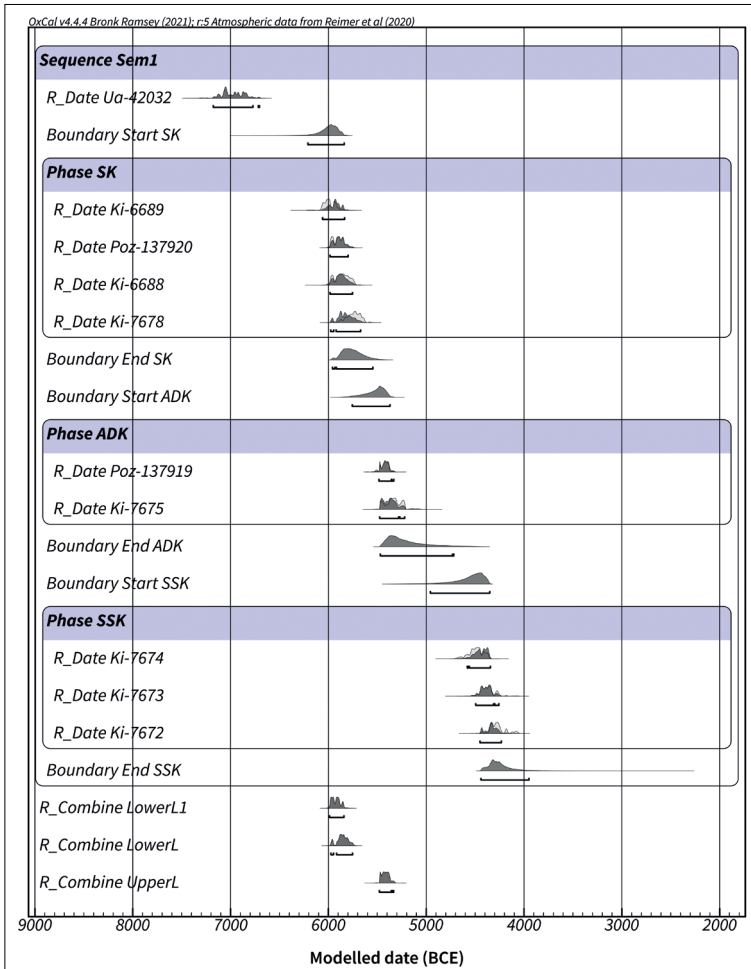 OxCal v4.4.4 Bronk Ramsey (2021); r:5 Atmospheric data from Reimer et al (2020)
Sequence Sem1
R_Date Ua-42032
Boundary Start SK
Phase SK
R_Date Ki-6689
R_Date Poz-137920
R_Date Ki-6688
R_Date Ki-7678
Boundary End SK
Boundary Start ADK
Phase ADK
R_Date Poz-137919
R_Date Ki-7675
Boundary End ADK
Boundary Start SSK
Phase SSK
R_Date Ki-7674
R_Date Ki-7673
R_Date Ki-7672
Boundary End SSK
R_Combine LowerL1
R_Combine LowerL
R_Combine UpperL
9000 8000 7000 6000 5000 4000 3000 2000
Modelled date (BCE)